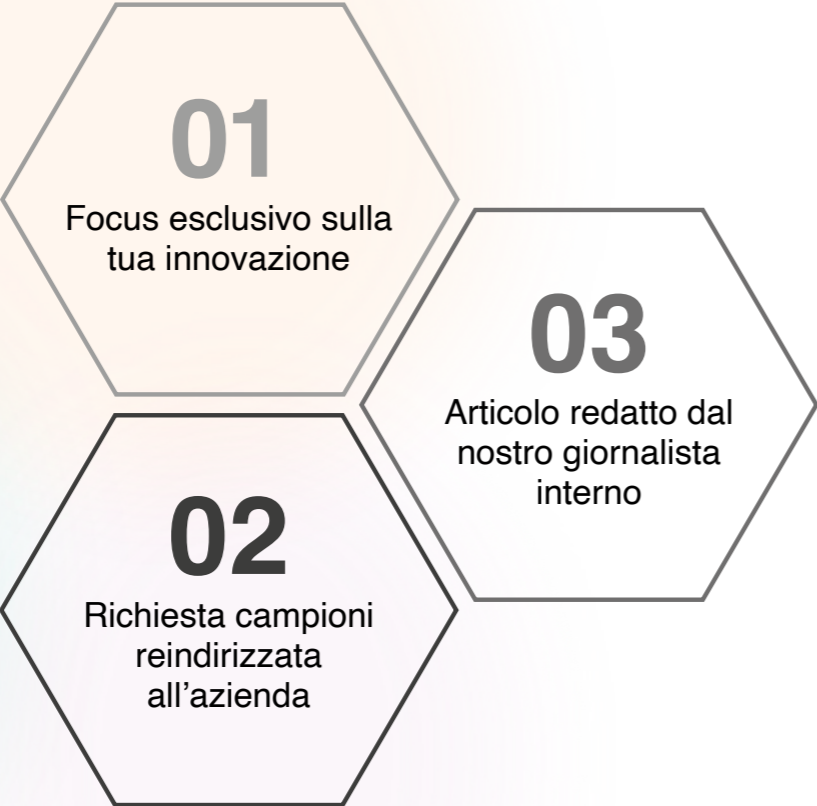 01
Focus esclusivo sulla
tua innovazione
02
Richiesta campioni
reindirizzata
all’azienda
03
Articolo redatto dal
nostro giornalista
interno